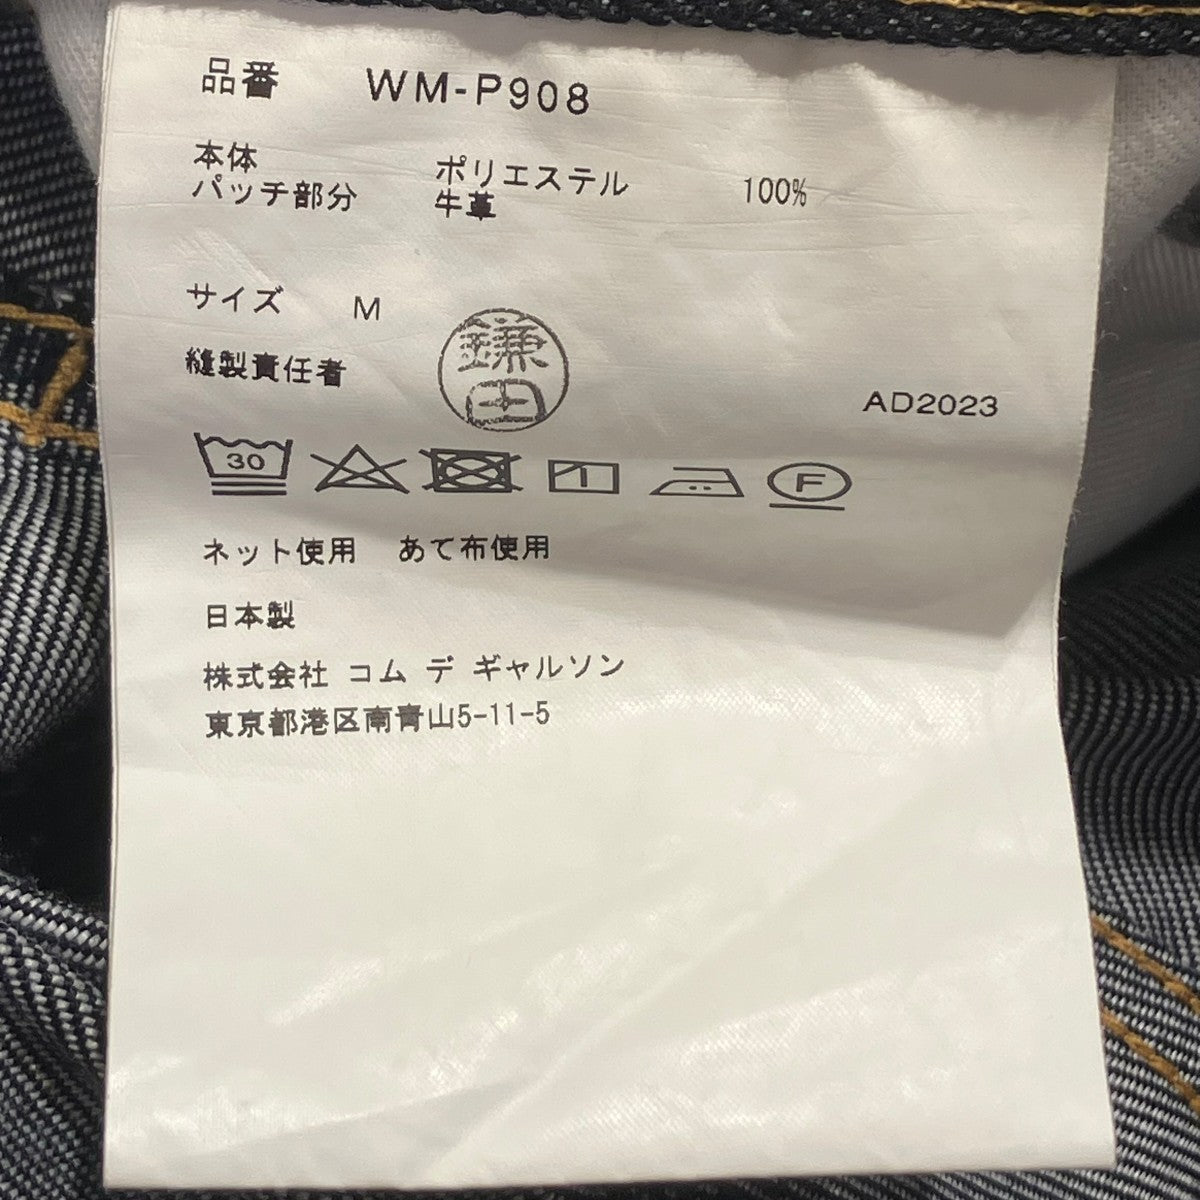 品番 WM-P908
本体 ポリエステル 100%
パッチ部分 牛革
サイズ M
縫製責任者 鎌田
AD2023
30 1 F
ネット使用 あて布使用
日本製
株式会社 コム デ ギャルソン
東京都港区南青山5-11-5